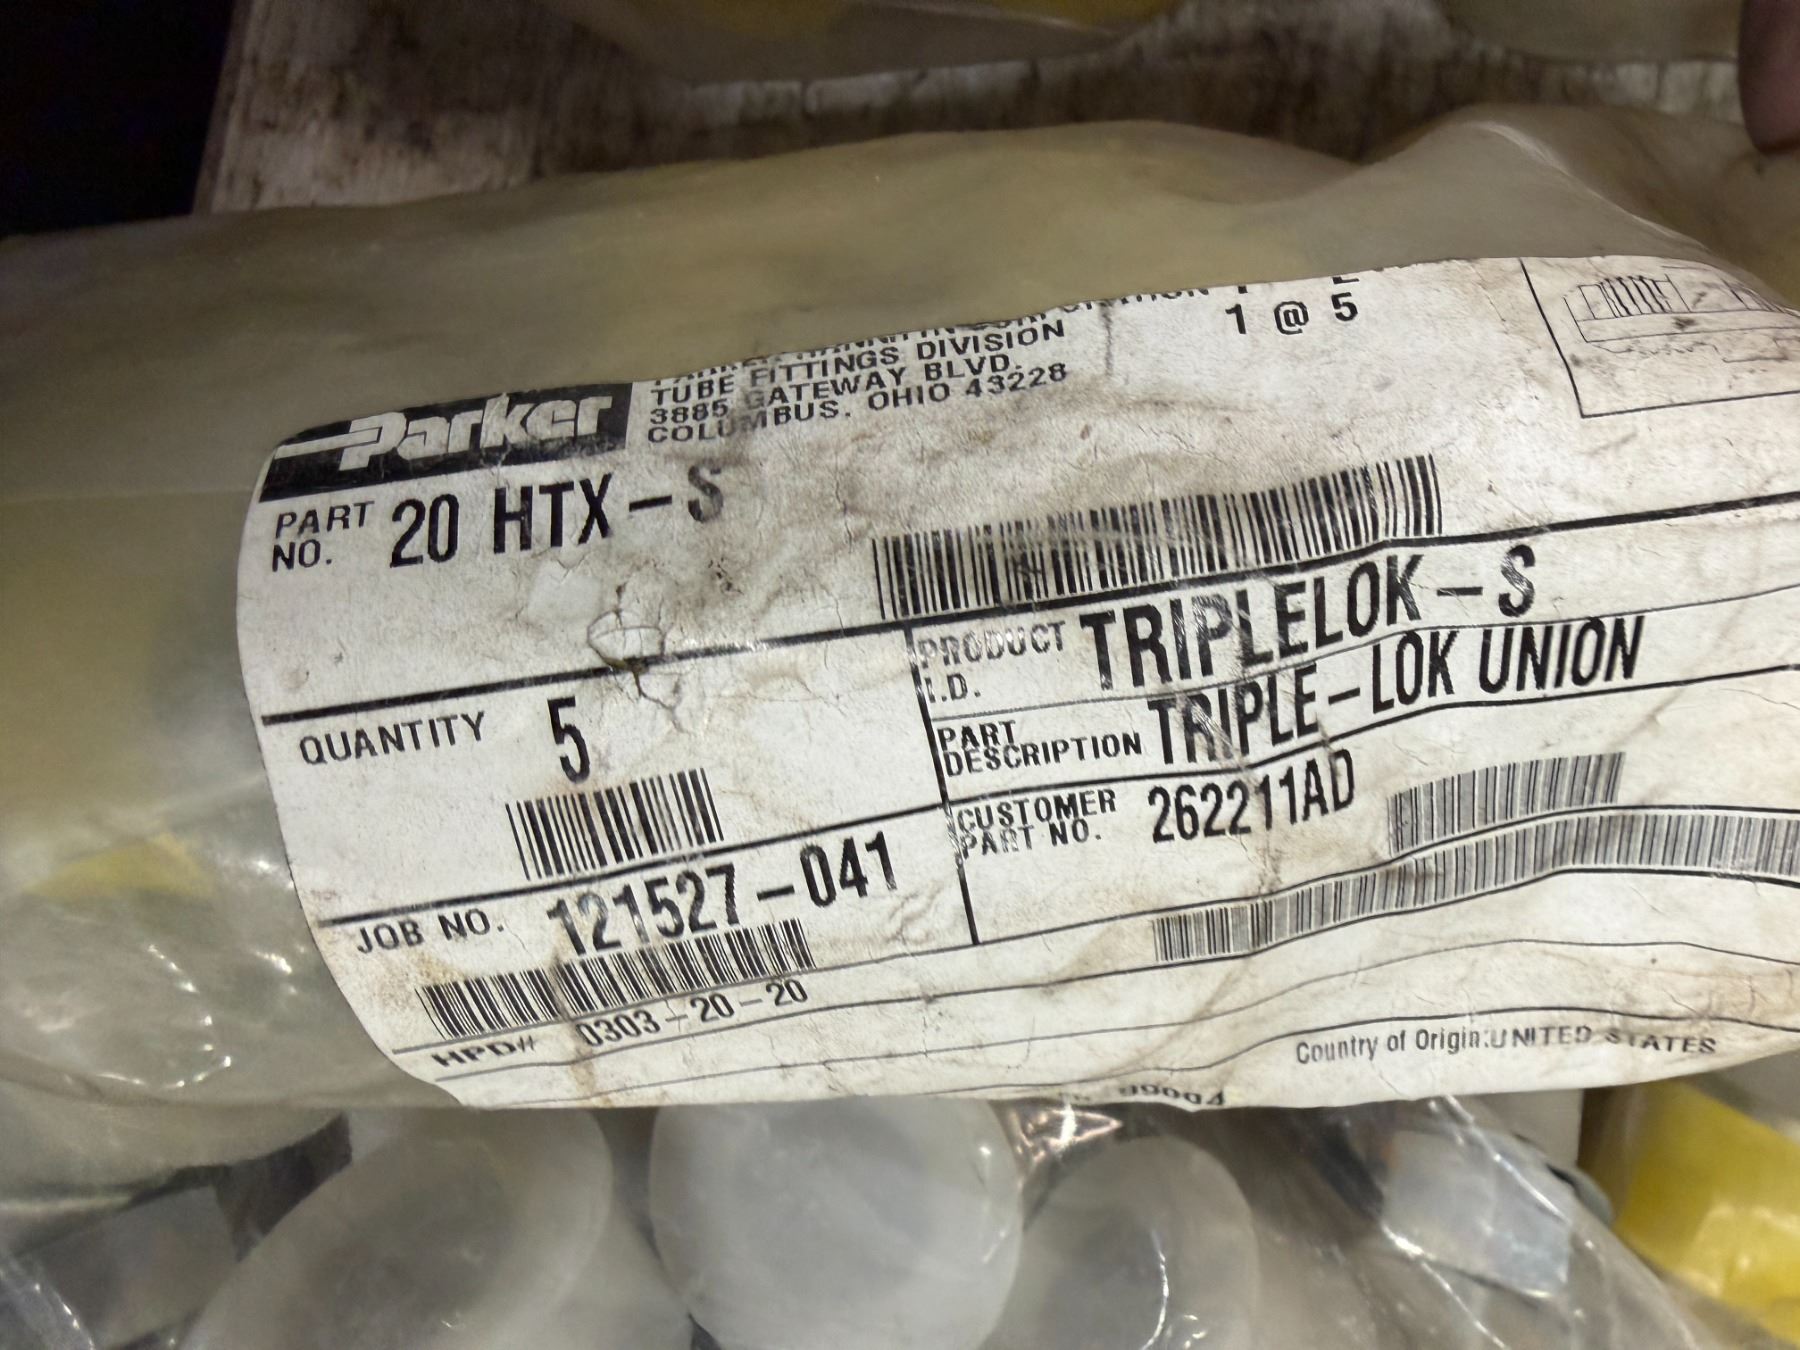 Parker
TUBE FITTINGS DIVISION
3885 GATEWAY BLVD.
COLUMBUS, OHIO 43228
1 @ 5
PART NO. 20 HTX-S
PRODUCT I.D. TRIPLELOK-S
QUANTITY 5
PART DESCRIPTION TRIPLE-LOK UNION
CUSTOMER PART NO. 262211AD
JOB NO. 121527-041
HPD# 0303-20-20
Country of Origin:UNITED STATES